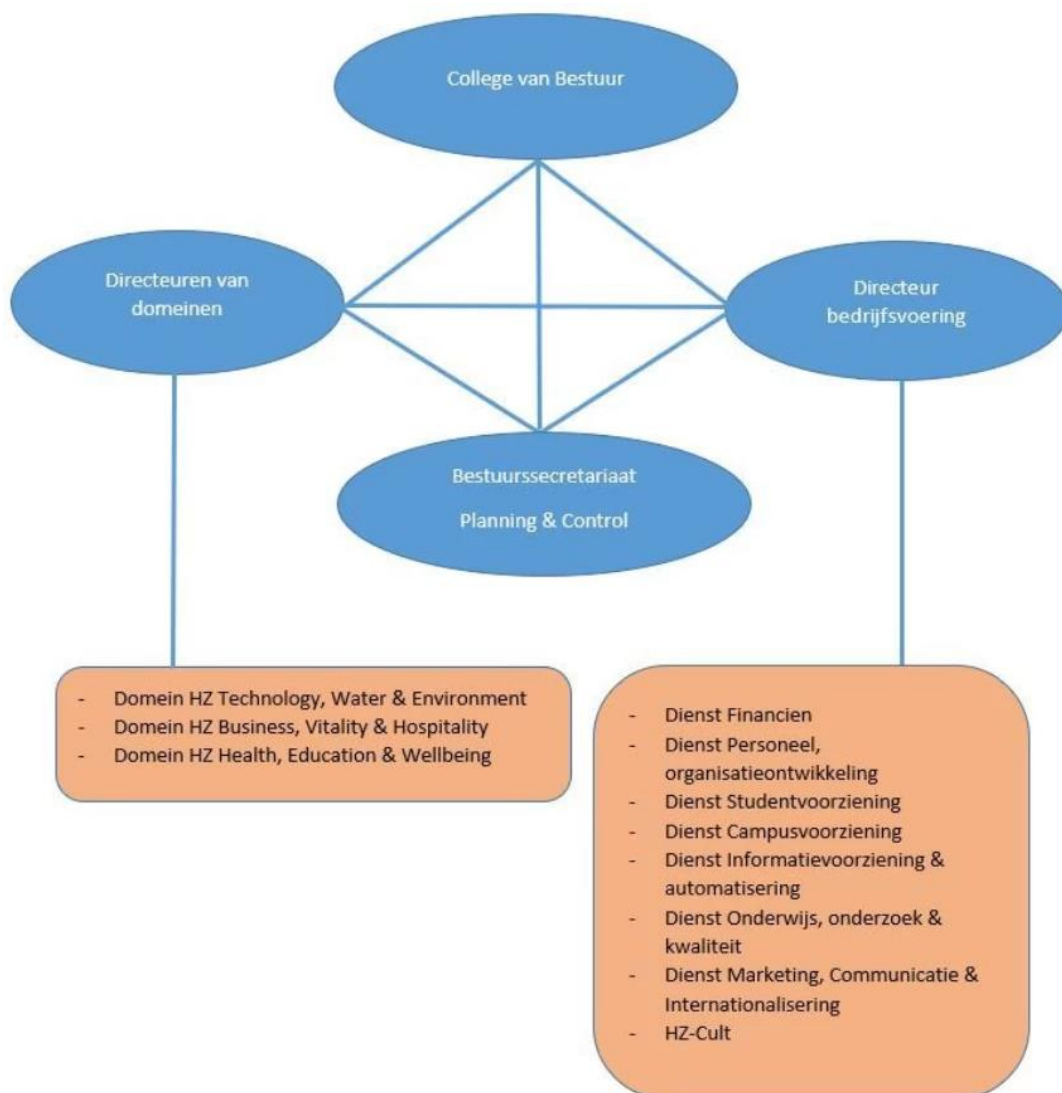 College van Bestuur
Directeuren van
domeinen
Directeur
bedrijfsvoering
Bestuurssecretariaat
Planning & Control
- Domein HZ Technology, Water & Environment
- Domein HZ Business, Vitality & Hospitality
- Domein HZ Health, Education & Wellbeing
- Dienst Financien
- Dienst Personeel,
organisatieontwikkeling
- Dienst Studentvoorziening
- Dienst Campusvoorziening
- Dienst Informatievoorziening &
automatisering
- Dienst Onderwijs, onderzoek &
kwaliteit
- Dienst Marketing, Communicatie &
Internationalisering
- HZ-Cult